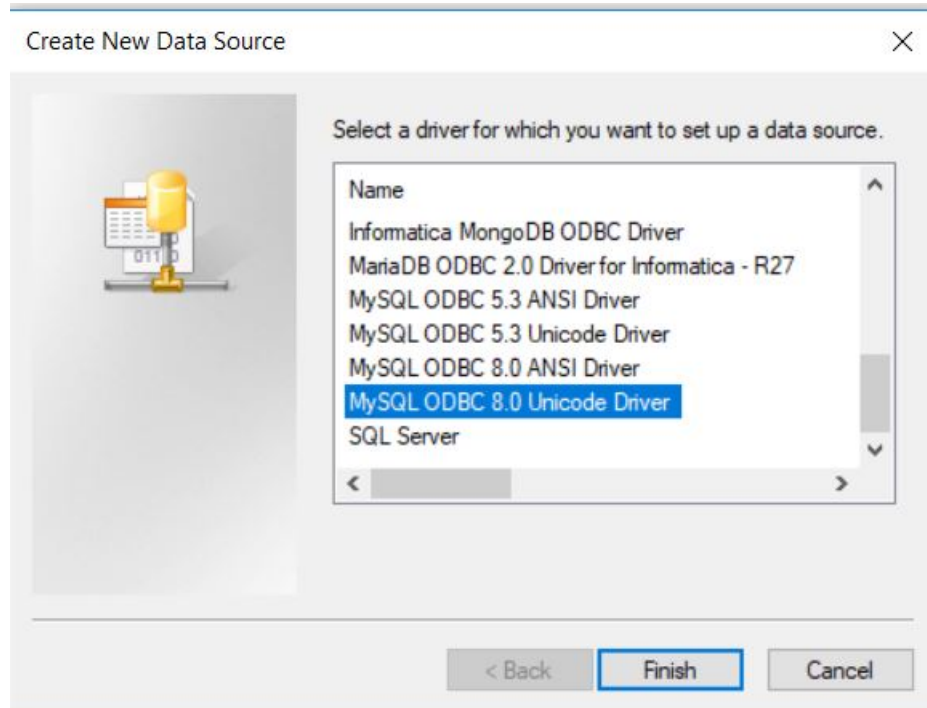 Create New Data Source
Select a driver for which you want to set up a data source.
Name
Informatica MongoDB ODBC Driver
MariaDB ODBC 2.0 Driver for Informatica - R27
MySQL ODBC 5.3 ANSI Driver
MySQL ODBC 5.3 Unicode Driver
MySQL ODBC 8.0 ANSI Driver
MySQL ODBC 8.0 Unicode Driver
SQL Server
< Back Finish Cancel